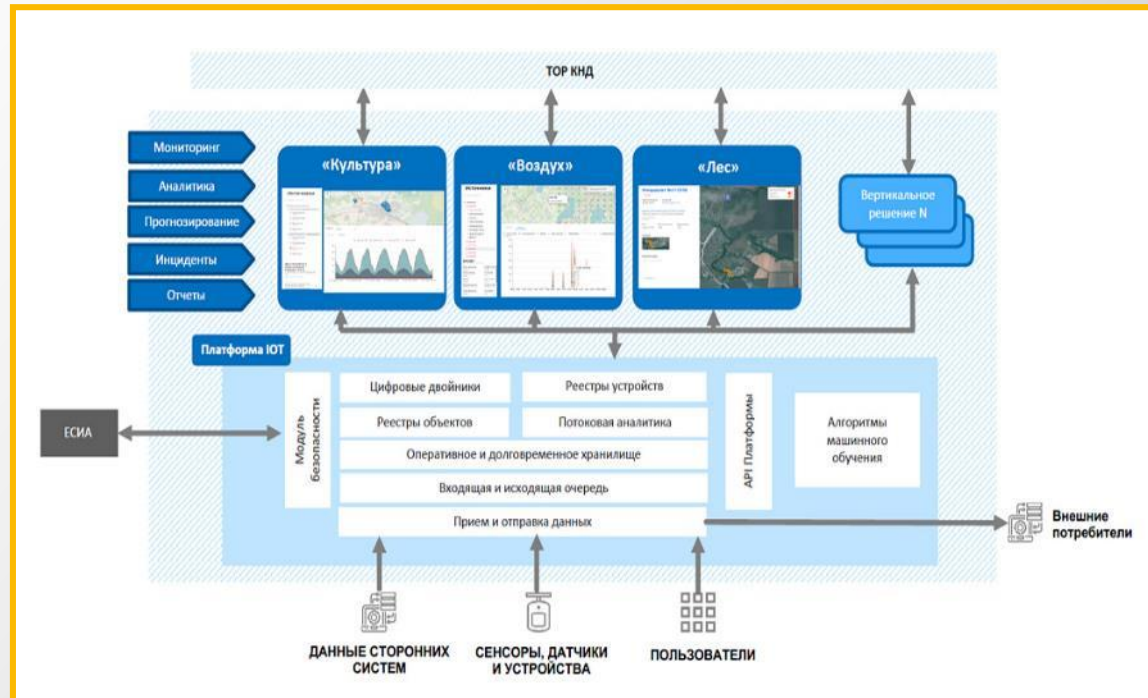 ТОР КНД
Мониторинг
Аналитика
Прогнозирование
Инциденты
Отчеты
«Культура»
«Воздух»
«Лес»
Вертикальное
решение N
Платформа IOT
ЕСИА
Модуль
безопасности
Цифровые двойники
Реестры устройств
Реестры объектов
Потоковая аналитика
Оперативное и долговременное хранилище
Входящая и исходящая очередь
Прием и отправка данных
API Платформы
Алгоритмы
машинного
обучения
Внешние
потребители
ДАННЫЕ СТОРОННИХ
СИСТЕМ
СЕНСОРЫ, ДАТЧИКИ
И УСТРОЙСТВА
ПОЛЬЗОВАТЕЛИ